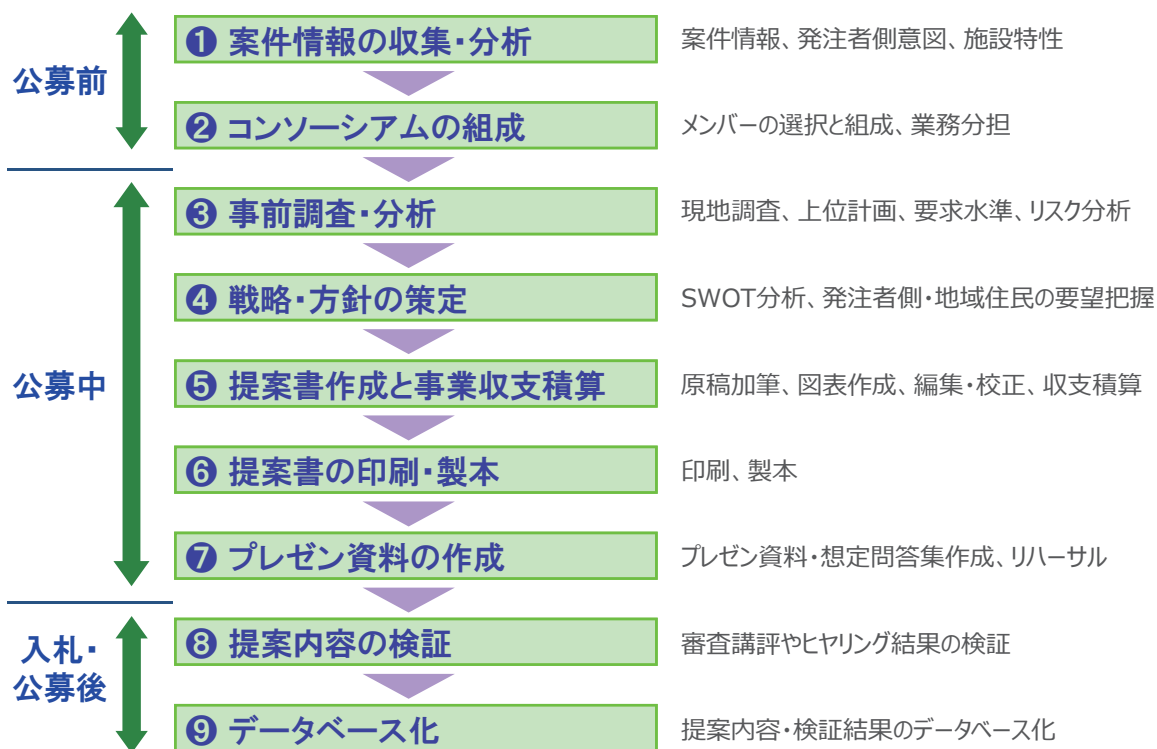 ❶ 案件情報の収集・分析
案件情報、発注者側意図、施設特性
公募前
❷ コンソーシアムの組成
メンバーの選択と組成、業務分担
❸ 事前調査・分析
現地調査、上位計画、要求水準、リスク分析
❹ 戦略・方針の策定
SWOT分析、発注者側・地域住民の要望把握
公募中
❺ 提案書作成と事業収支積算
原稿加筆、図表作成、編集・校正、収支積算
❻ 提案書の印刷・製本
印刷、製本
❼ プレゼン資料の作成
プレゼン資料・想定問答集作成、リハーサル
入札・
公募後
❽ 提案内容の検証
審査講評やヒヤリング結果の検証
❾ データベース化
提案内容・検証結果のデータベース化